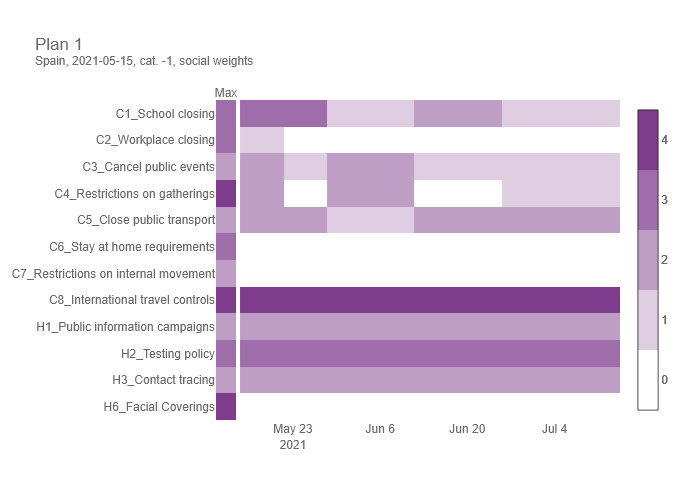 Plan 1
Spain, 2021-05-15, cat. -1, social weights
Max
C1_School closing
C2_Workplace closing
C3_Cancel public events
C4_Restrictions on gatherings
C5_Close public transport
C6_Stay at home requirements
C7_Restrictions on internal movement
C8_International travel controls
H1_Public information campaigns
H2_Testing policy
H3_Contact tracing
H6_Facial Coverings
May 23
2021
Jun 6
Jun 20
Jul 4
4
3
2
1
0